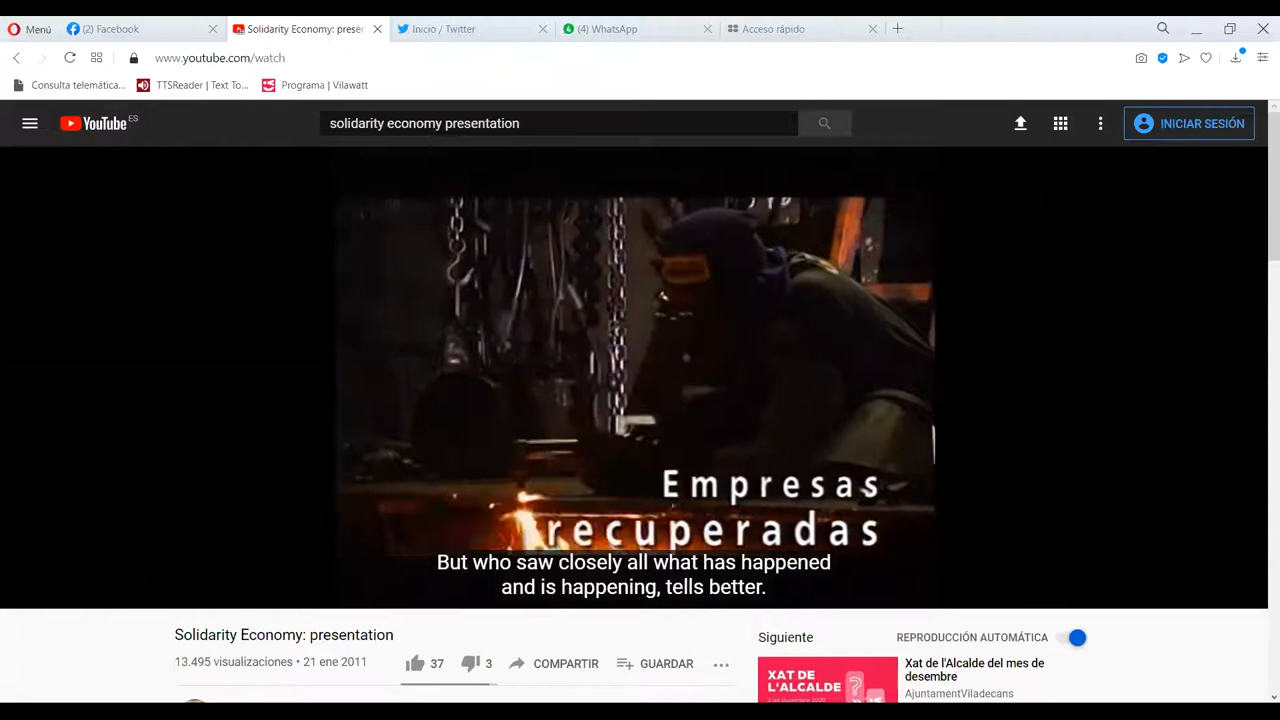 Menú
(2) Facebook
Solidarity Economy: preser
Inicio / Twitter
(4) WhatsApp
Acceso rápido
www.youtube.com/watch
Consulta telemática...
TTSReader | Text To...
Programa | Vilawatt
YouTube ES
solidarity economy presentation
INICIAR SESIÓN
Empresas
recuperadas
But who saw closely all what has happened
and is happening, tells better.
Solidarity Economy: presentation
13.495 visualizaciones • 21 ene 2011
37
3
COMPARTIR
GUARDAR
Siguiente
REPRODUCCIÓN AUTOMÁTICA
XAT DE
L'ALCALDE
Xat de l'Alcalde del mes de
desembre
AjuntamentViladecans